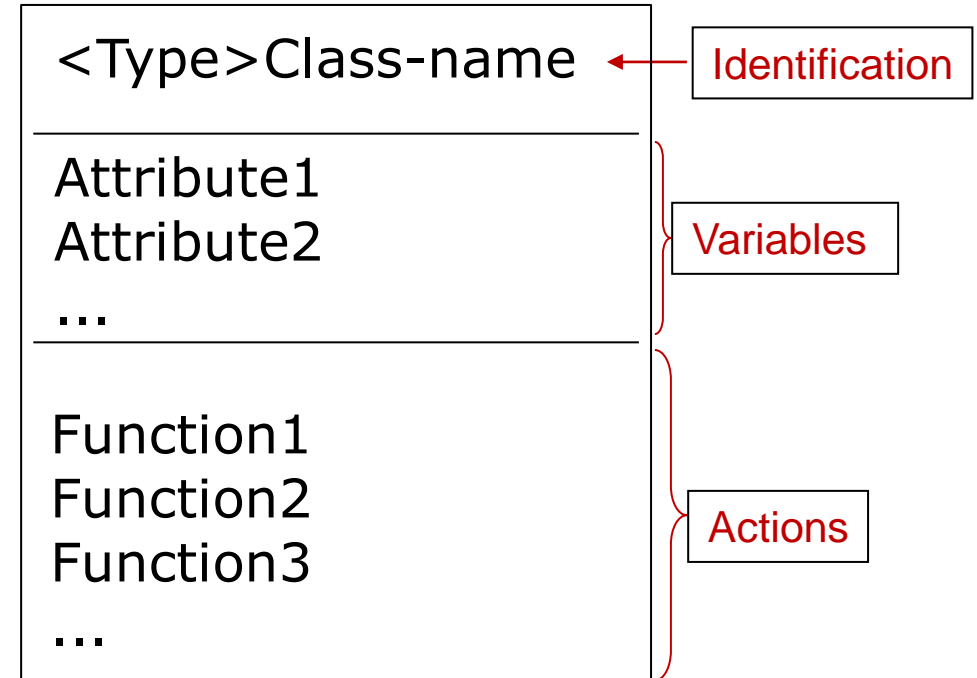 <Type>Class-name
Identification
Attribute1
Attribute2
...
Variables
Function1
Function2
Function3
...
Actions